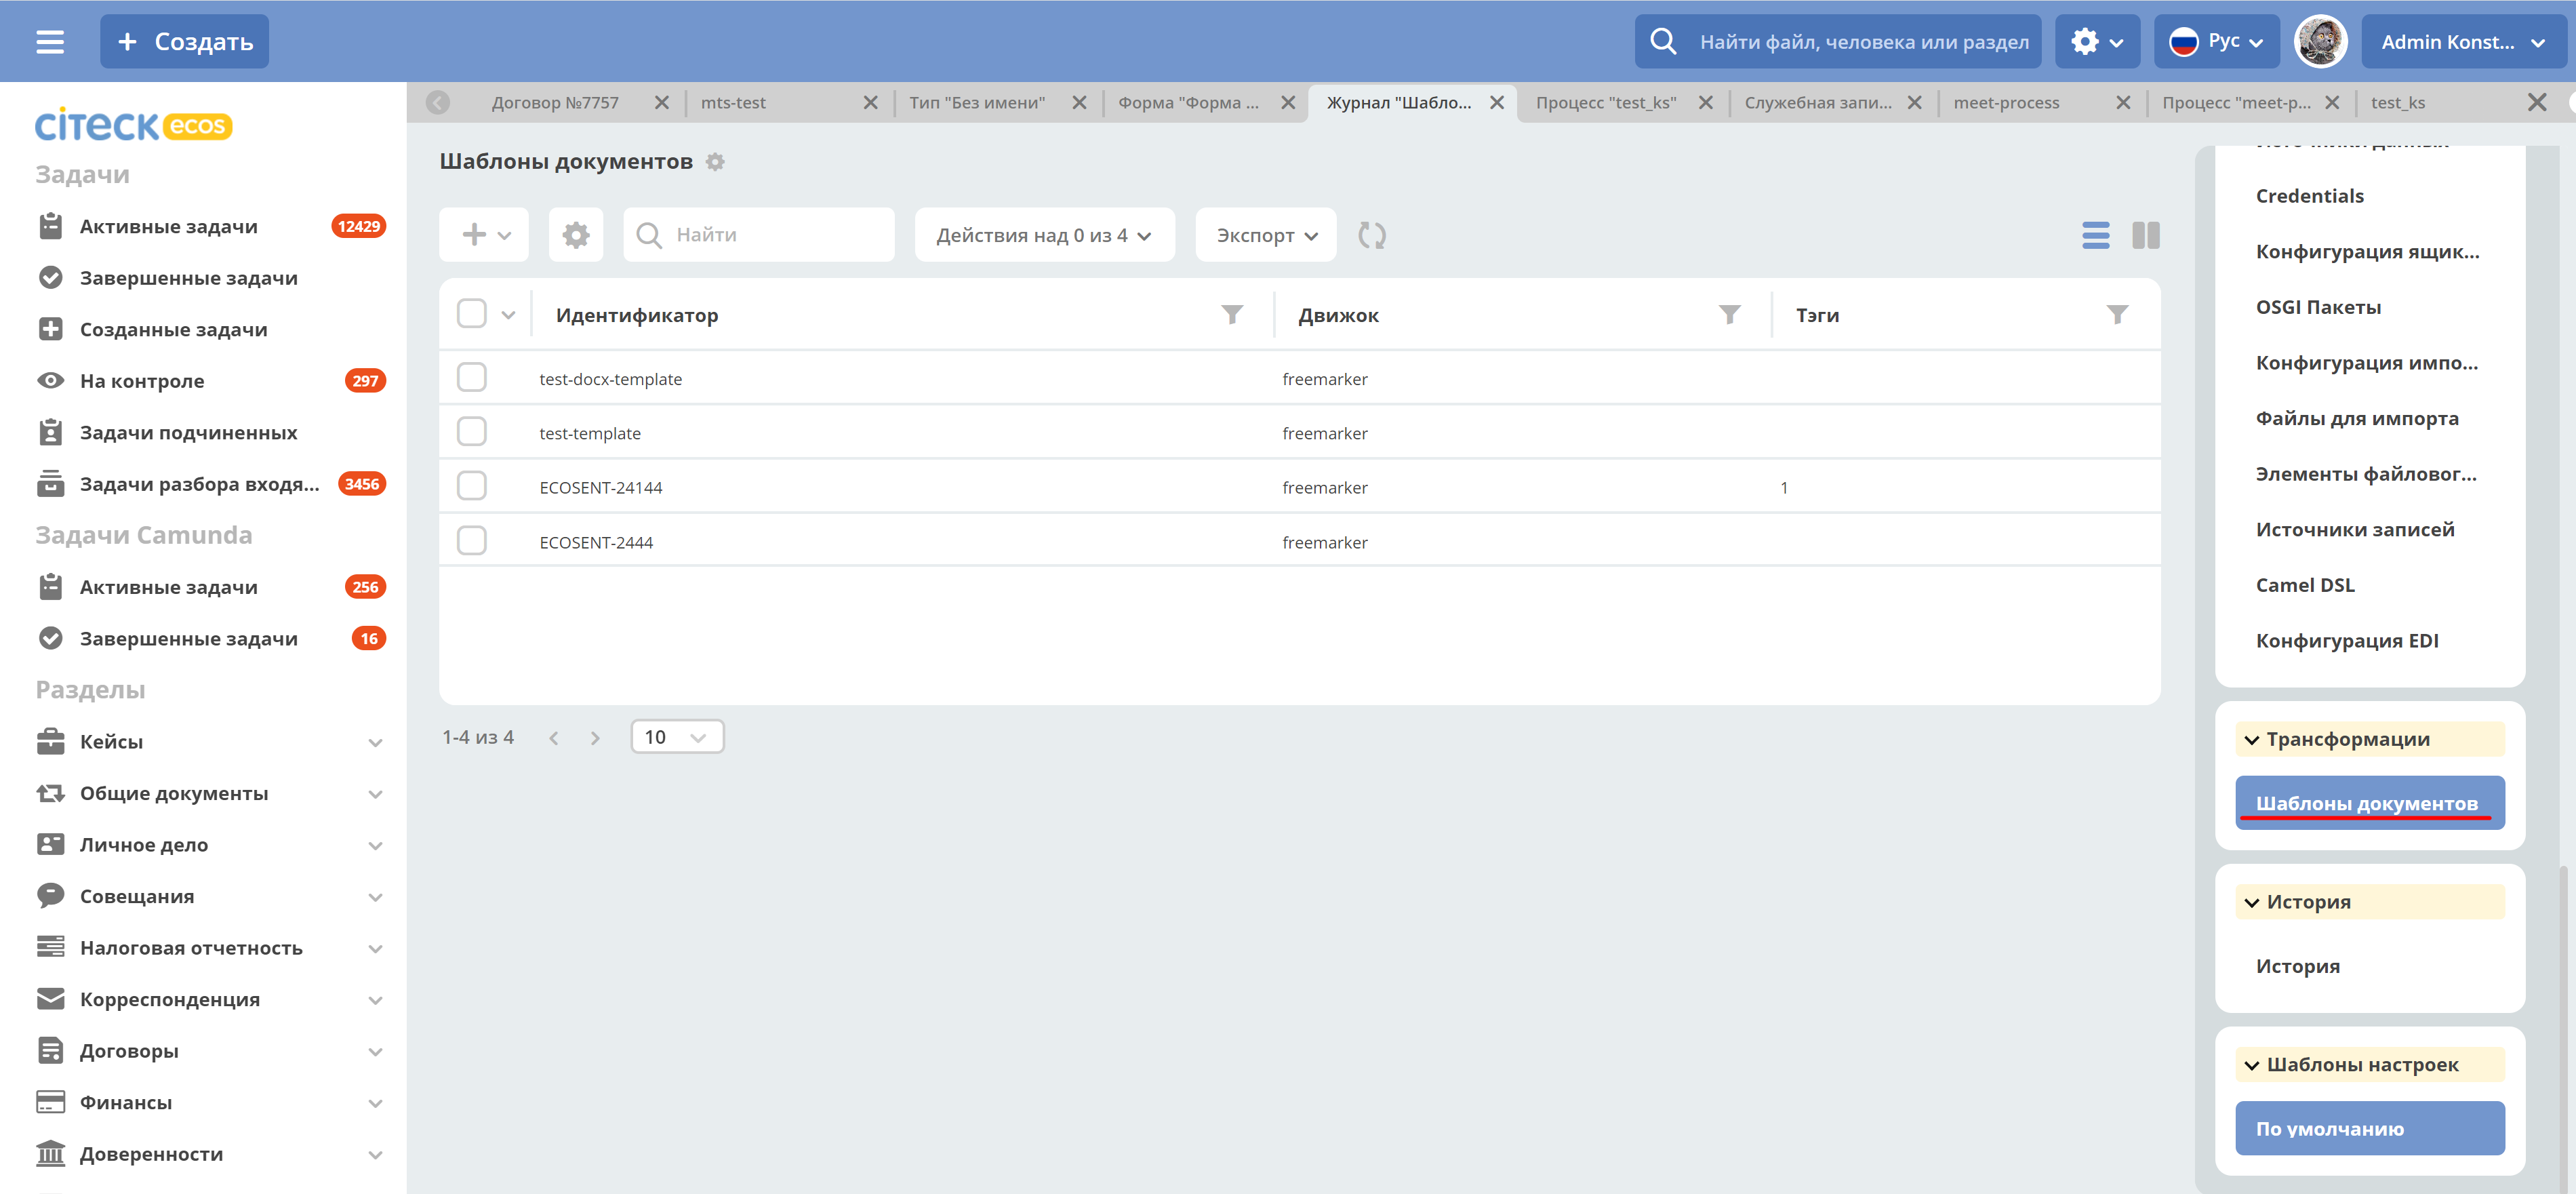 Создать
Найти файл, человека или раздел
Рус
Admin Konst...
Договор №7757
mts-test
Тип "Без имени"
Форма "Форма ...
Журнал "Шабло...
Процесс "test_ks"
Служебная запи...
meet-process
Процесс "meet-p...
test_ks
citeck ecos
Задачи
Активные задачи 12429
Завершенные задачи
Созданные задачи
На контроле 297
Задачи подчиненных
Задачи разбора входя... 3456
Задачи Camunda
Активные задачи 256
Завершенные задачи 16
Разделы
Кейсы
Общие документы
Личное дело
Совещания
Налоговая отчетность
Корреспонденция
Договоры
Финансы
Доверенности
Шаблоны документов
Найти
Действия над 0 из 4
Экспорт
Идентификатор Движок Тэги
test-docx-template freemarker
test-template freemarker
ECOSENT-24144 freemarker 1
ECOSENT-2444 freemarker
1-4 из 4
10
Credentials
Конфигурация ящик...
OSGI Пакеты
Конфигурация импо...
Файлы для импорта
Элементы файловог...
Источники записей
Camel DSL
Конфигурация EDI
Трансформации
Шаблоны документов
История
История
Шаблоны настроек
По умолчанию